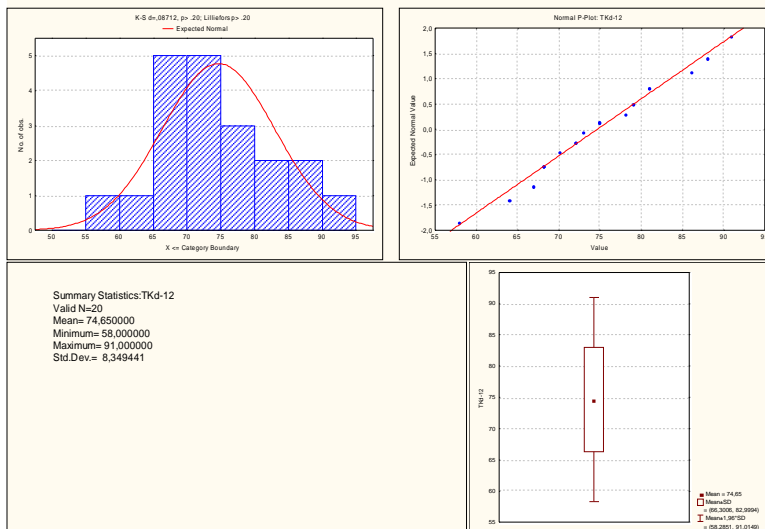 K-S d=,08712, p> .20; Lilliefors p> .20
Expected Normal
No. of obs.
5
4
3
2
1
0
50 55 60 65 70 75 80 85 90 95
X <= Category Boundary
Normal P-Plot: TKd-12
Expected Normal Value
2,0
1,5
1,0
0,5
0,0
-0,5
-1,0
-1,5
-2,0
55 60 65 70 75 80 85 90
Value
Summary Statistics:TKd-12
Valid N=20
Mean= 74,650000
Minimum= 58,000000
Maximum= 91,000000
Std.Dev.= 8,349441
TKd-12
95
90
85
80
75
70
65
60
55
Mean = 74,65
Mean±SD
= (66,3006, 82,9994)
Mean±1,96*SD
= (58,2851, 91,0149)